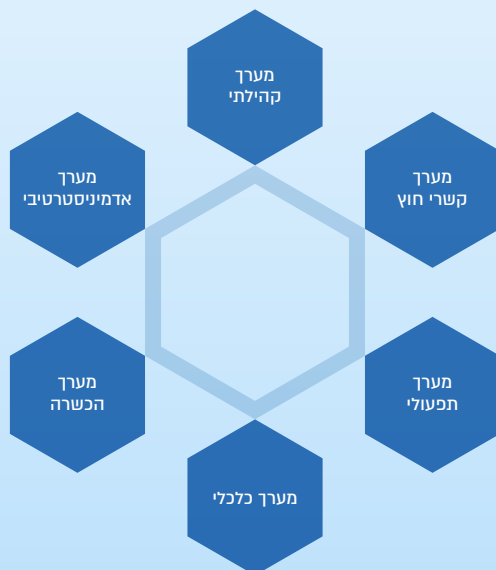 מערך
קהילתי
מערך
קשרי חוץ
מערך
אדמיניסטרטיבי
מערך
תפעולי
מערך
הכשרה
מערך כלכלי